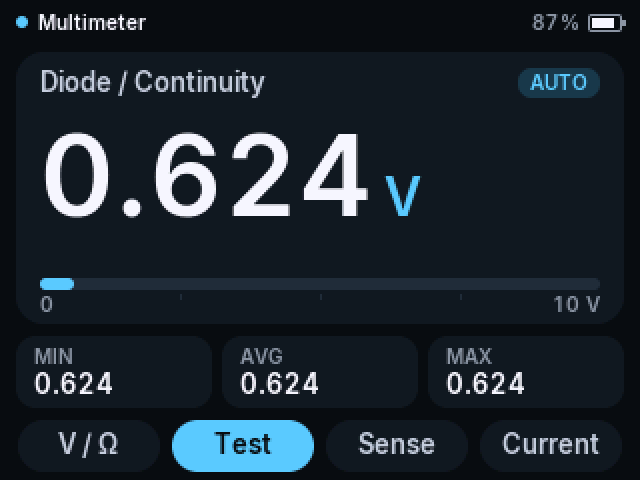 Multimeter 87%
Diode / Continuity AUTO
0.624 V
0 10 V
MIN AVG MAX
0.624 0.624 0.624
V / Ω Test Sense Current